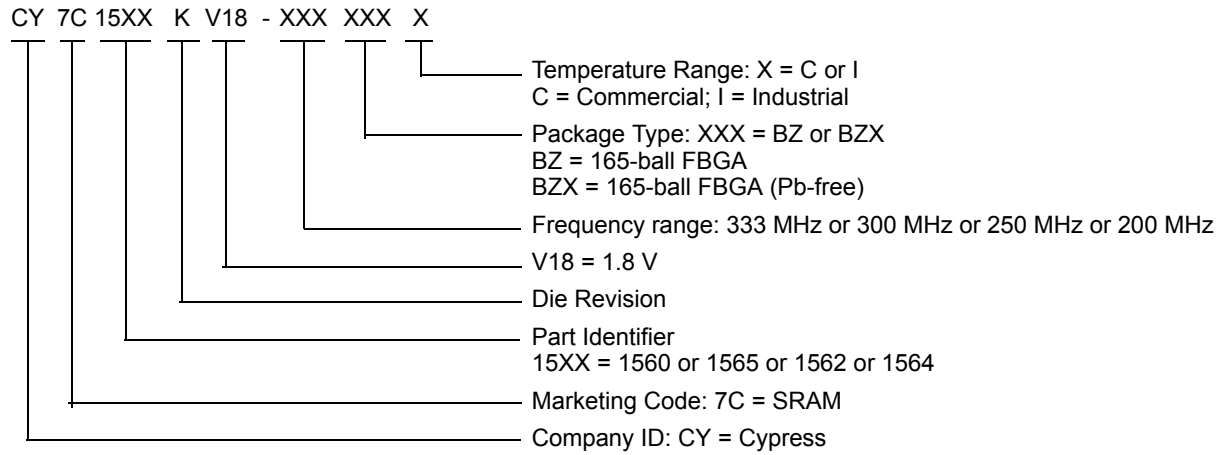 CY 7C 15XX K V18 - XXX XXX X
Temperature Range: X = C or I
C = Commercial; I = Industrial
Package Type: XXX = BZ or BZX
BZ = 165-ball FBGA
BZX = 165-ball FBGA (Pb-free)
Frequency range: 333 MHz or 300 MHz or 250 MHz or 200 MHz
V18 = 1.8 V
Die Revision
Part Identifier
15XX = 1560 or 1565 or 1562 or 1564
Marketing Code: 7C = SRAM
Company ID: CY = Cypress